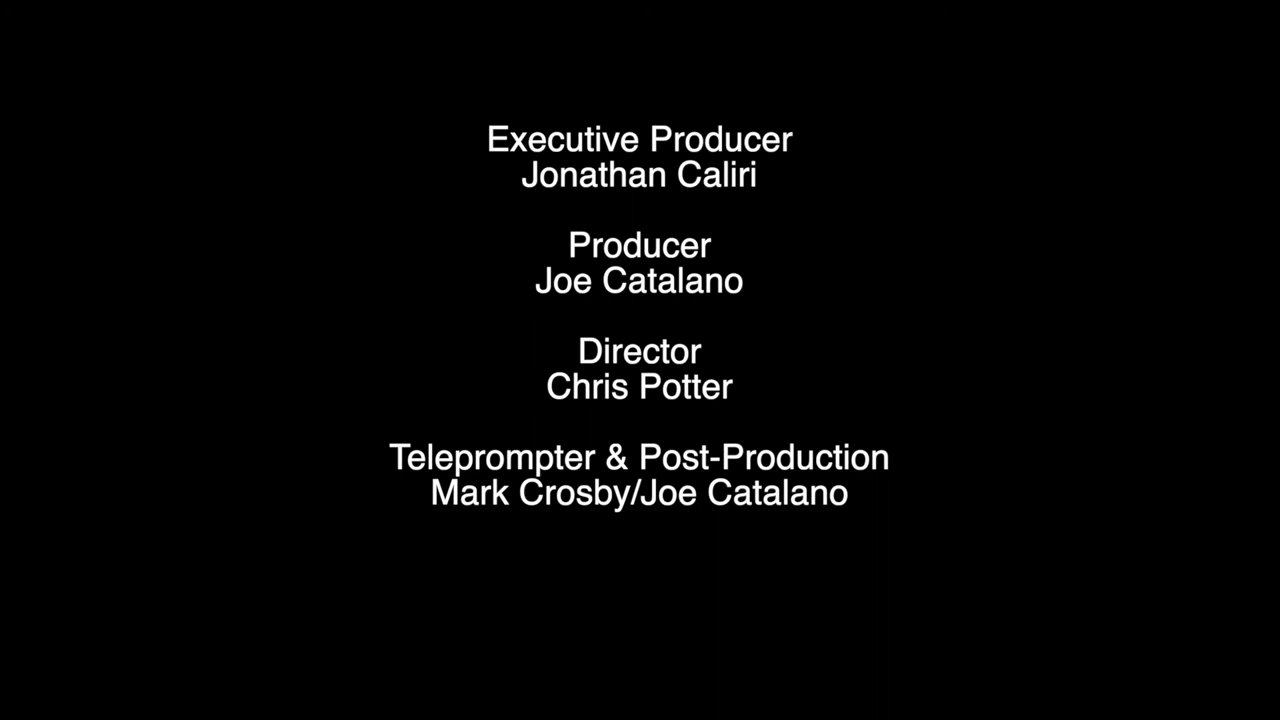 Executive Producer
Jonathan Caliri
Producer
Joe Catalano
Director
Chris Potter
Teleprompter & Post-Production
Mark Crosby/Joe Catalano